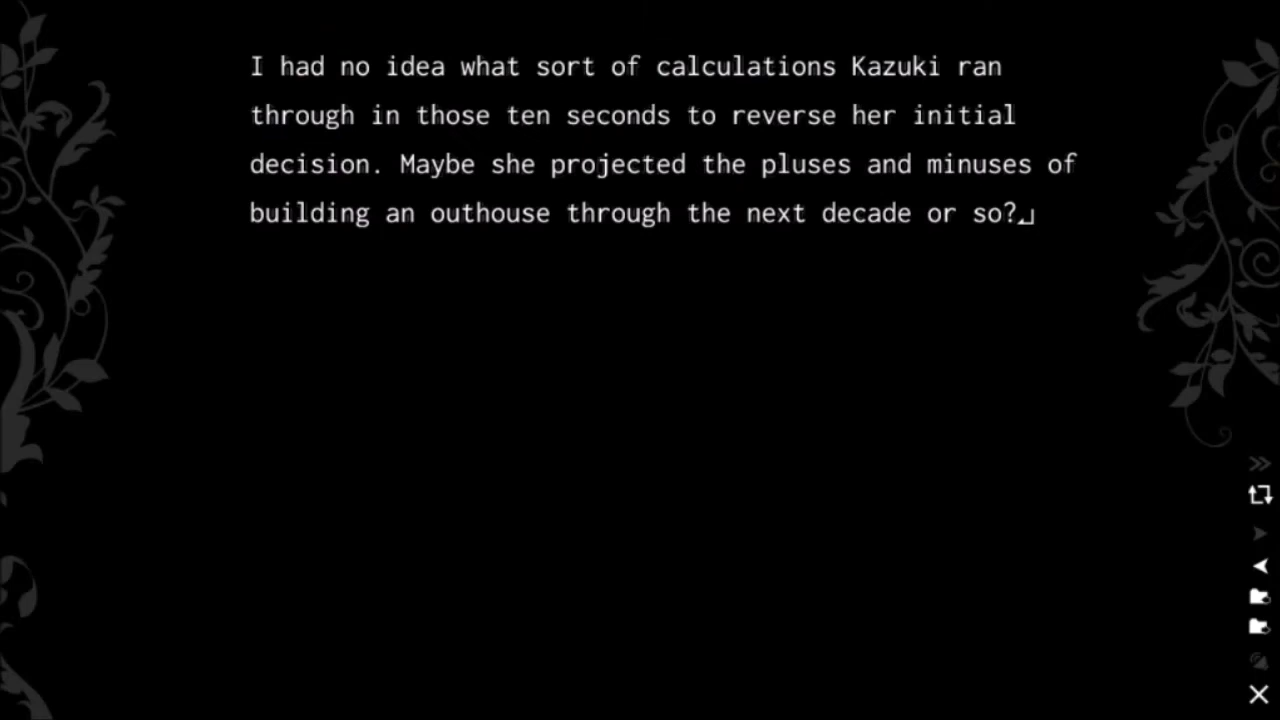 I had no idea what sort of calculations Kazuki ran
through in those ten seconds to reverse her initial
decision. Maybe she projected the pluses and minuses of
building an outhouse through the next decade or so?